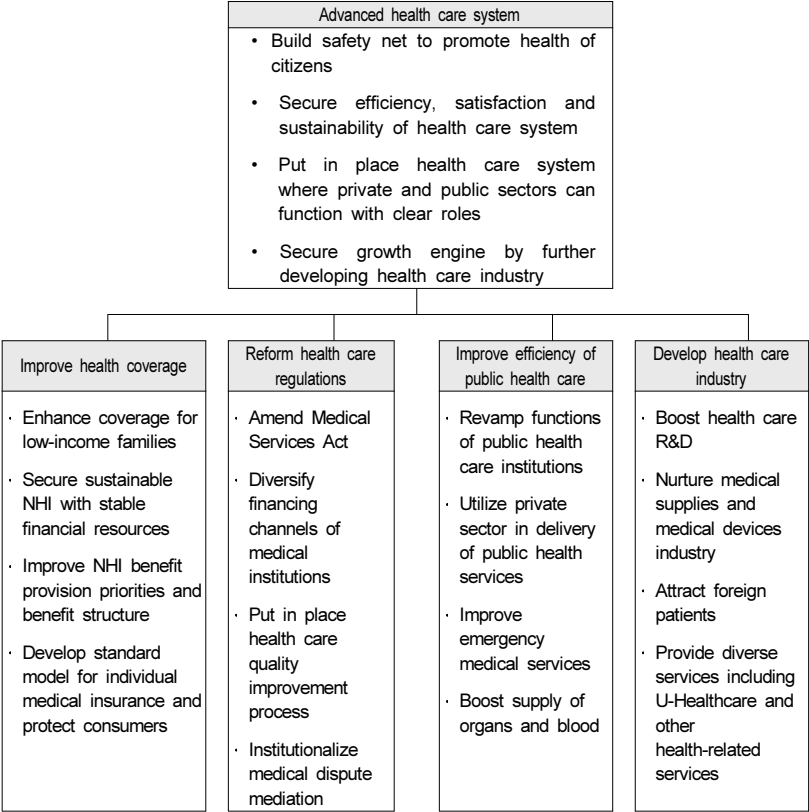 Advanced health care system
• Build safety net to promote health of
citizens
• Secure efficiency, satisfaction and
sustainability of health care system
• Put in place health care system
where private and public sectors can
function with clear roles
• Secure growth engine by further
developing health care industry
Improve health coverage
· Enhance coverage for
low-income families
· Secure sustainable
NHI with stable
financial resources
· Improve NHI benefit
provision priorities and
benefit structure
· Develop standard
model for individual
medical insurance and
protect consumers
Reform health care
regulations
· Amend Medical
Services Act
· Diversify
financing
channels of
medical
institutions
· Put in place
health care
quality
improvement
process
· Institutionalize
medical dispute
mediation
Improve efficiency of
public health care
· Revamp functions
of public health
care institutions
· Utilize private
sector in delivery
of public health
services
· Improve
emergency
medical services
· Boost supply of
organs and blood
Develop health care
industry
· Boost health care
R&D
· Nurture medical
supplies and
medical devices
industry
· Attract foreign
patients
· Provide diverse
services including
U-Healthcare and
other
health-related
services